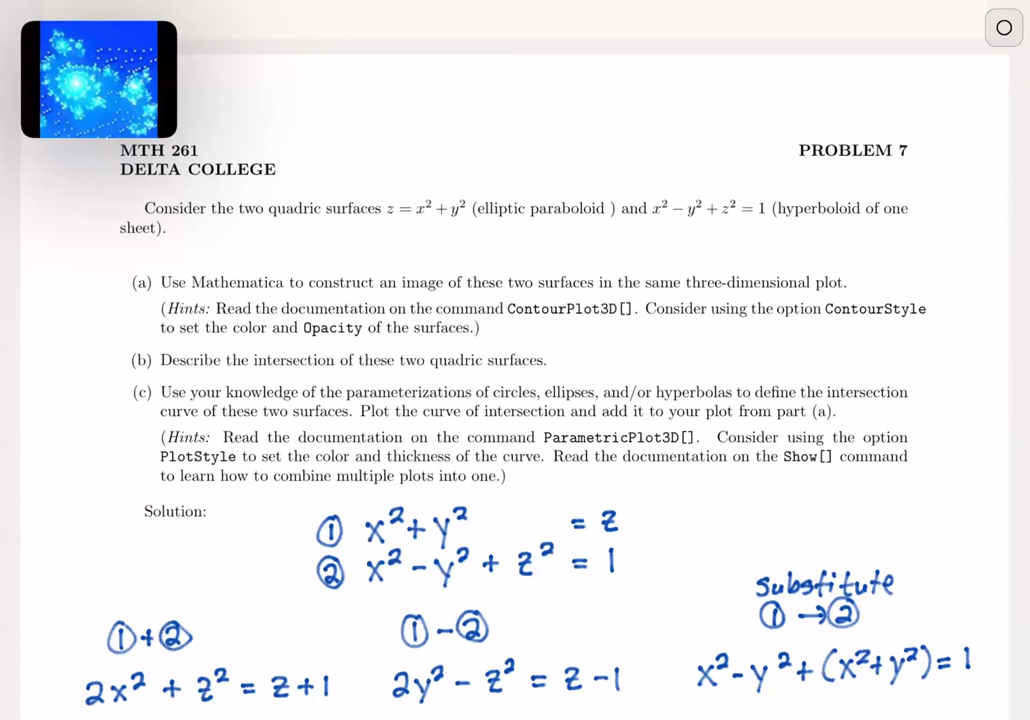 MTH 261 PROBLEM 7
DELTA COLLEGE
Consider the two quadric surfaces z = x² + y² (elliptic paraboloid ) and x² − y² + z² = 1 (hyperboloid of one
sheet).
(a) Use Mathematica to construct an image of these two surfaces in the same three-dimensional plot.
(Hints: Read the documentation on the command ContourPlot3D[]. Consider using the option ContourStyle
to set the color and Opacity of the surfaces.)
(b) Describe the intersection of these two quadric surfaces.
(c) Use your knowledge of the parameterizations of circles, ellipses, and/or hyperbolas to define the intersection
curve of these two surfaces. Plot the curve of intersection and add it to your plot from part (a).
(Hints: Read the documentation on the command ParametricPlot3D[]. Consider using the option
PlotStyle to set the color and thickness of the curve. Read the documentation on the Show[] command
to learn how to combine multiple plots into one.)
Solution:
① x² + y² = z
② x² − y² + z² = 1
① + ②
2x² + z² = z + 1
① − ②
2y² − z² = z − 1
Substitute
① → ②
x² − y² + (x² + y²) = 1